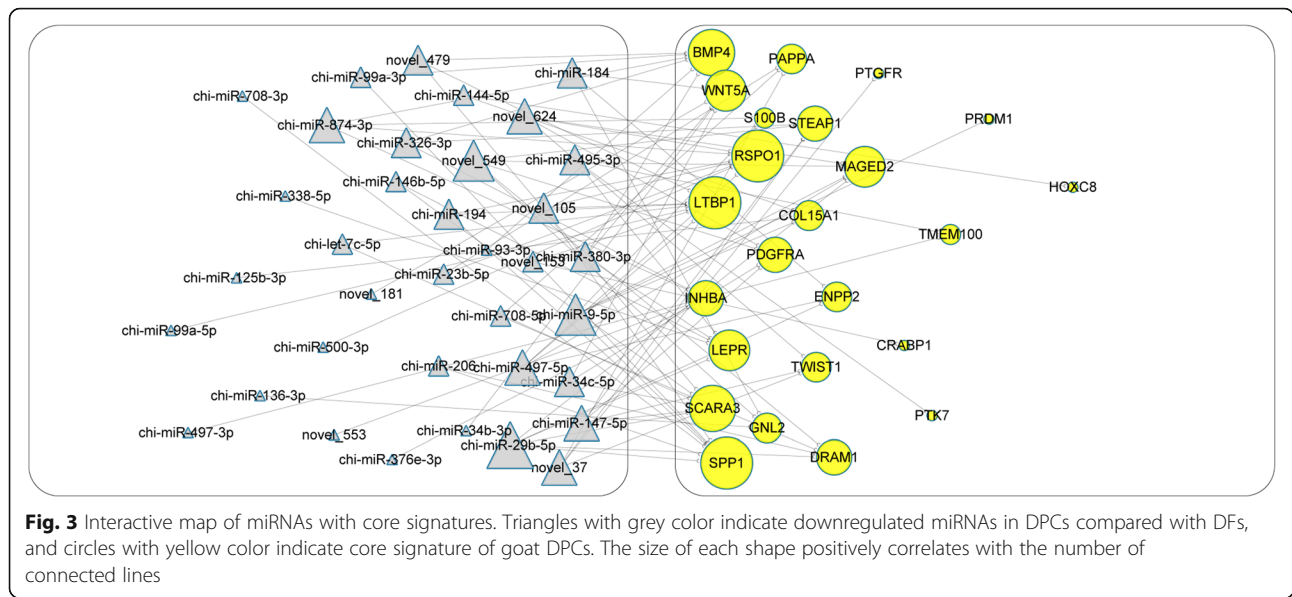 novel_479
chi-miR-99a-3p
chi-miR-184
chi-miR-708-3p
chi-miR-144-5p
chi-miR-874-3p
novel_624
chi-miR-326-3p
novel_549
chi-miR-495-3p
chi-miR-146b-5p
chi-miR-338-5p
chi-miR-194
novel_105
chi-let-7c-5p
chi-miR-93-3p
novel_153
chi-miR-380-3p
chi-miR-125b-3p
chi-miR-23b-5p
novel_181
chi-miR-708-5p
chi-miR-9-5p
chi-miR-99a-5p
chi-miR-500-3p
chi-miR-206
chi-miR-497-5p
chi-miR-34c-5p
chi-miR-136-3p
chi-miR-147-5p
chi-miR-497-3p
novel_553
chi-miR-34b-3p
chi-miR-29b-5p
chi-miR-376e-3p
novel_37
BMP4
PAPPA
PTGFR
WNT5A
S100B
STEAP1
PRDM1
RSPO1
MAGED2
HOXC8
LTBP1
COL15A1
TMEM100
PDGFRA
INHBA
ENPP2
LEPR
CRABP1
TWIST1
SCARA3
GNL2
PTK7
SPP1
DRAM1
Fig. 3 Interactive map of miRNAs with core signatures. Triangles with grey color indicate downregulated miRNAs in DPCs compared with DFs,
and circles with yellow color indicate core signature of goat DPCs. The size of each shape positively correlates with the number of
connected lines